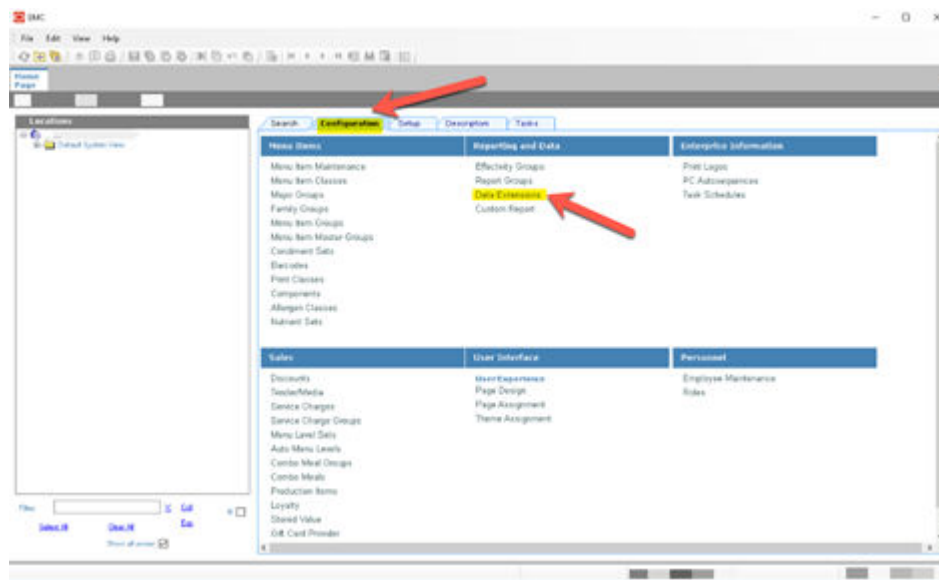 EMC
File Edit View Help
Home Page
Locations
Default System View
Search Configuration Setup Description Tasks
Menu Items
Menu Item Maintenance
Menu Item Classes
Major Groups
Family Groups
Menu Item Groups
Menu Item Master Groups
Condiment Sets
Barcodes
Print Classes
Components
Allergen Classes
Nutrient Sets
Reporting and Data
Effectivity Groups
Report Groups
Data Extensions
Custom Report
Enterprise Information
Print Logos
PC Autosequences
Task Schedules
Sales
Discounts
Tender/Media
Service Charges
Service Charge Groups
Menu Level Sets
Auto Menu Levels
Combo Meal Groups
Combo Meals
Production Items
Loyalty
Stored Value
Gift Card Provider
User Interface
User Experience
Page Design
Page Assignment
Theme Assignment
Personnel
Employee Maintenance
Roles
Filter
Select All Clear All
Show all zones